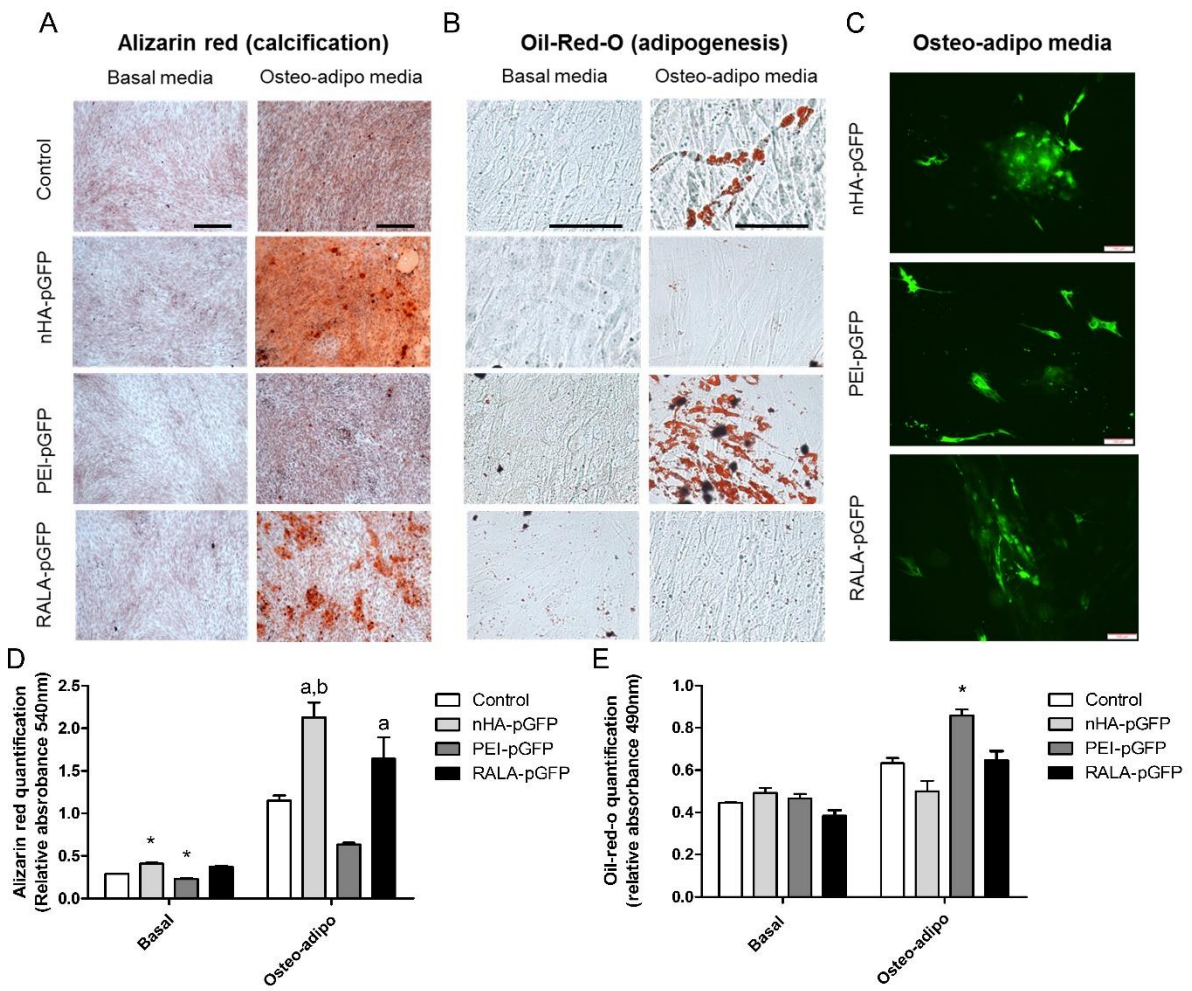 A
Alizarin red (calcification)
Basal media
Osteo-adipo media
Control
nHA-pGFP
PEI-pGFP
RALA-pGFP
B
Oil-Red-O (adipogenesis)
Basal media
Osteo-adipo media
C
Osteo-adipo media
nHA-pGFP
PEI-pGFP
RALA-pGFP
D
Alizarin red quantification
(Relative absrobance 540nm)
2.5
2.0
1.5
1.0
0.5
0.0
*
*
a,b
a
Basal
Osteo-adipo
Control
nHA-pGFP
PEI-pGFP
RALA-pGFP
E
Oil-red-o quantification
(relative absorbance 490nm)
1.0
0.8
0.6
0.4
0.2
0.0
*
Basal
Osteo-adipo
Control
nHA-pGFP
PEI-pGFP
RALA-pGFP